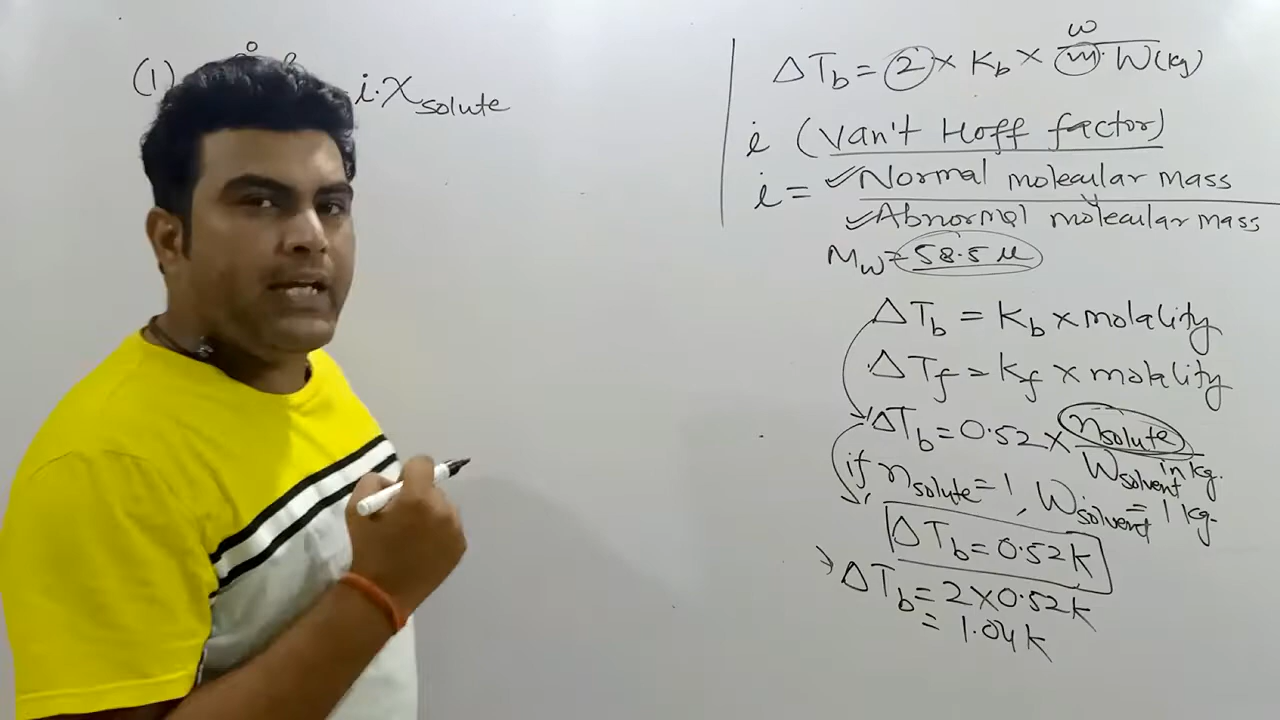 (1) i·χsolute
ΔTb = 2 × Kb × w / m·W(kg)
i (Van't Hoff factor)
i = ✓Normal molecular mass
✓Abnormal molecular mass
Mw = 58.5 u
ΔTb = Kb × molality
ΔTf = Kf × molality
ΔTb = 0.52 × nsolute
Wsolvent in kg.
if nsolute = 1, Wsolvent = 1 kg.
ΔTb = 0.52 K
ΔTb = 2×0.52 K
= 1.04 K